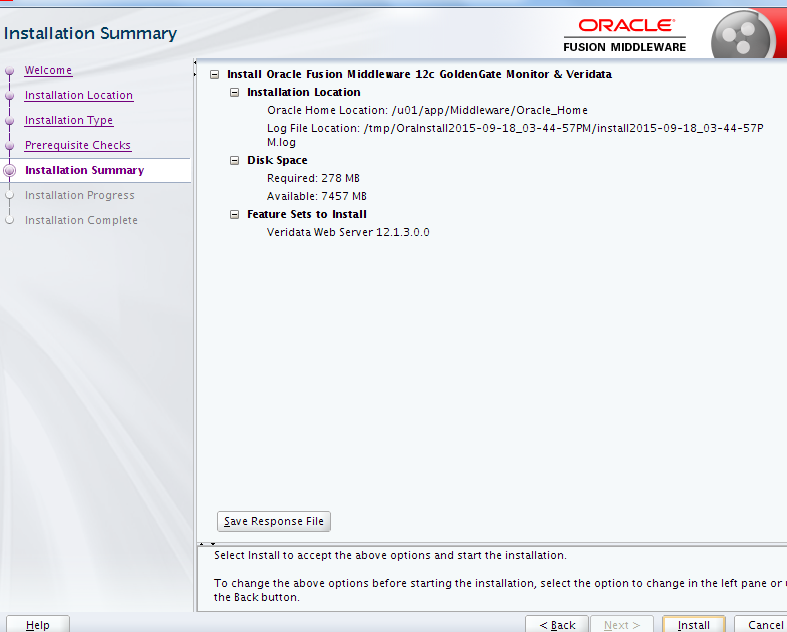 Installation Summary
ORACLE
FUSION MIDDLEWARE
Welcome
Installation Location
Installation Type
Prerequisite Checks
Installation Summary
Installation Progress
Installation Complete
Install Oracle Fusion Middleware 12c GoldenGate Monitor & Veridata
Installation Location
Oracle Home Location: /u01/app/Middleware/Oracle_Home
Log File Location: /tmp/OraInstall2015-09-18_03-44-57PM/install2015-09-18_03-44-57P
M.log
Disk Space
Required: 278 MB
Available: 7457 MB
Feature Sets to Install
Veridata Web Server 12.1.3.0.0
Save Response File
Select Install to accept the above options and start the installation.
To change the above options before starting the installation, select the option to change in the left pane or
the Back button.
Help
< Back
Next >
Install
Cancel